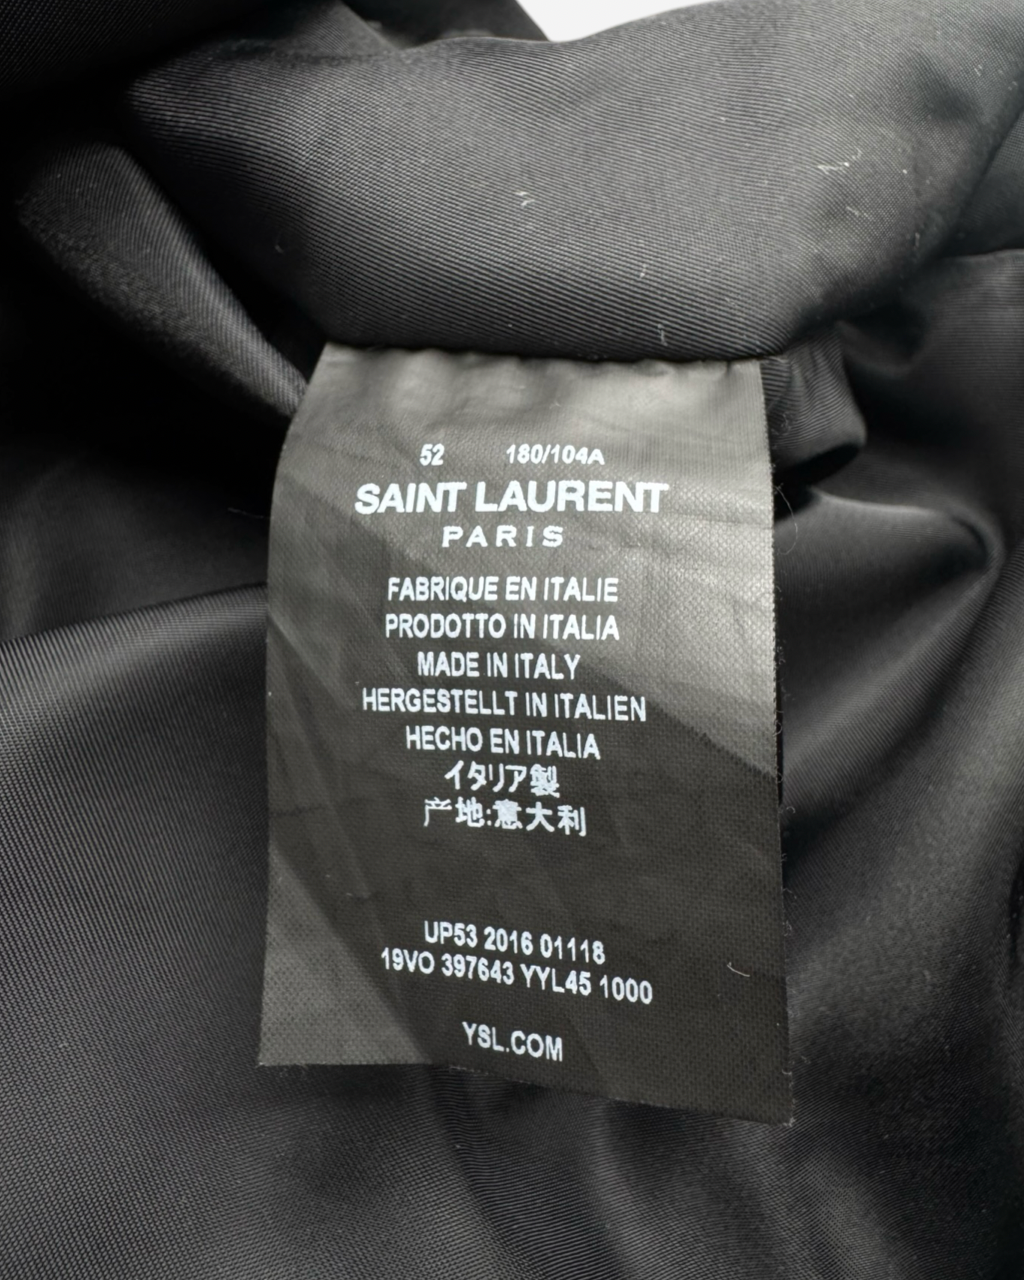 52 180/104A
SAINT LAURENT
PARIS
FABRIQUE EN ITALIE
PRODOTTO IN ITALIA
MADE IN ITALY
HERGESTELLT IN ITALIEN
HECHO EN ITALIA
イタリア製
产地:意大利
UP53 2016 01118
19VO 397643 YYL45 1000
YSL.COM